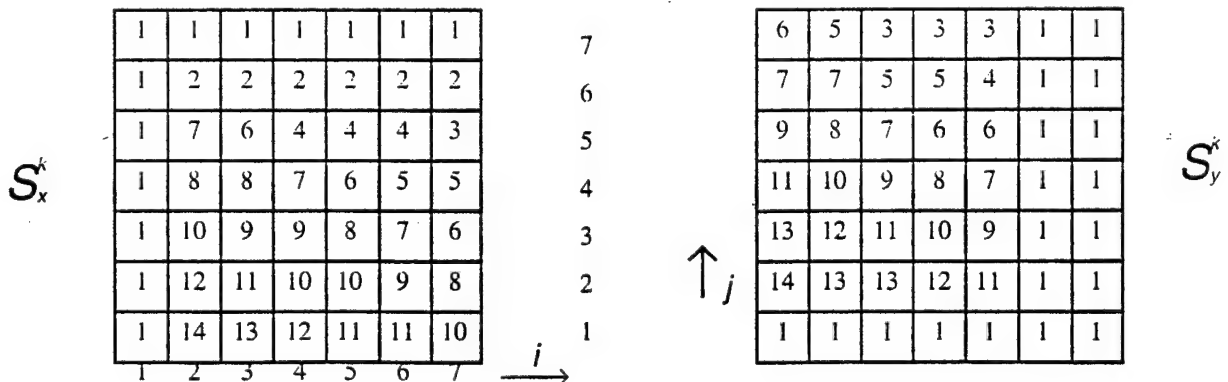 1 1 1 1 1 1 1 7 6 5 3 3 3 1 1
1 2 2 2 2 2 2 6 7 7 5 5 4 1 1
1 7 6 4 4 4 3 5 9 8 7 6 6 1 1
S_x^k 1 8 8 7 6 5 5 4 11 10 9 8 7 1 1 S_y^k
1 10 9 9 8 7 6 3 13 12 11 10 9 1 1
1 12 11 10 10 9 8 2 j 14 13 13 12 11 1 1
1 14 13 12 11 11 10 1 1 1 1 1 1 1 1
1 2 3 4 5 6 7 i